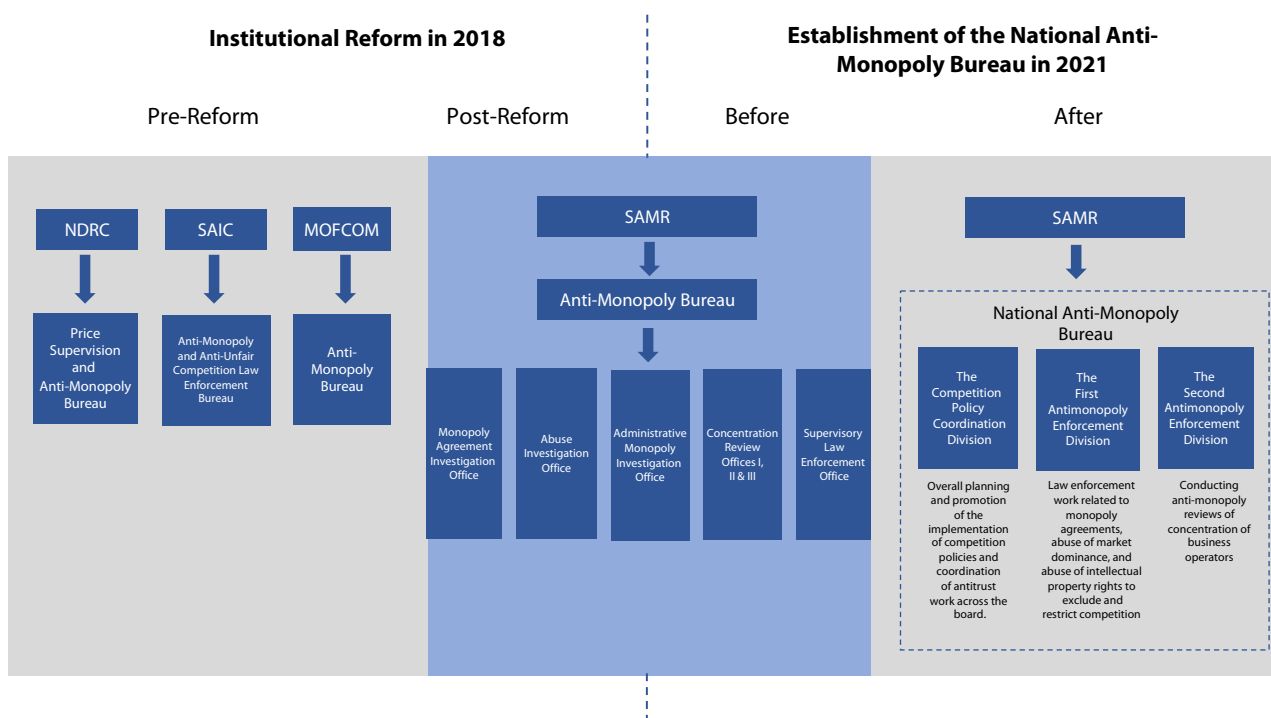 Institutional Reform in 2018
Establishment of the National Anti-
Monopoly Bureau in 2021
Pre-Reform
Post-Reform
Before
After
NDRC
SAIC
MOFCOM
Price
Supervision
and
Anti-Monopoly
Bureau
Anti-Monopoly
and Anti-Unfair
Competition Law
Enforcement
Bureau
Anti-
Monopoly
Bureau
SAMR
Anti-Monopoly Bureau
Monopoly
Agreement
Investigation
Office
Abuse
Investigation
Office
Administrative
Monopoly
Investigation
Office
Concentration
Review
Offices I,
II & III
Supervisory
Law
Enforcement
Office
SAMR
National Anti-Monopoly
Bureau
The
Competition
Policy
Coordination
Division
The
First
Antimonopoly
Enforcement
Division
The
Second
Antimonopoly
Enforcement
Division
Overall planning
and promotion
of the
implementation
of competition
policies and
coordination
of antitrust
work across the
board.
Law enforcement
work related to
monopoly
agreements,
abuse of market
dominance, and
abuse of intellectual
property rights to
exclude and
restrict competition
Conducting
anti-monopoly
reviews of
concentration of
business
operators